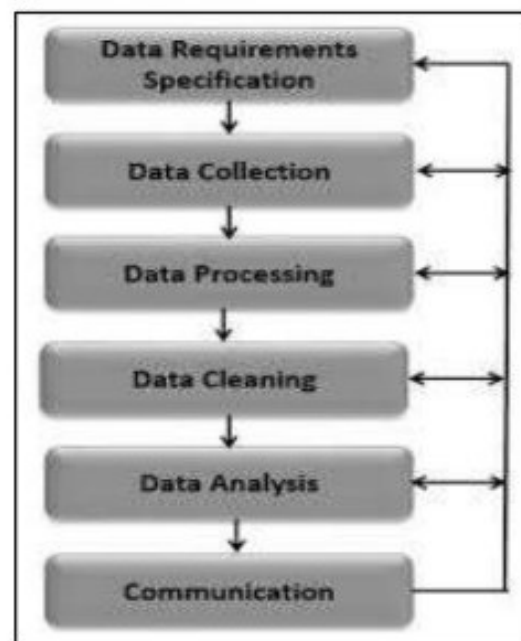 Data Requirements
Specification
Data Collection
Data Processing
Data Cleaning
Data Analysis
Communication